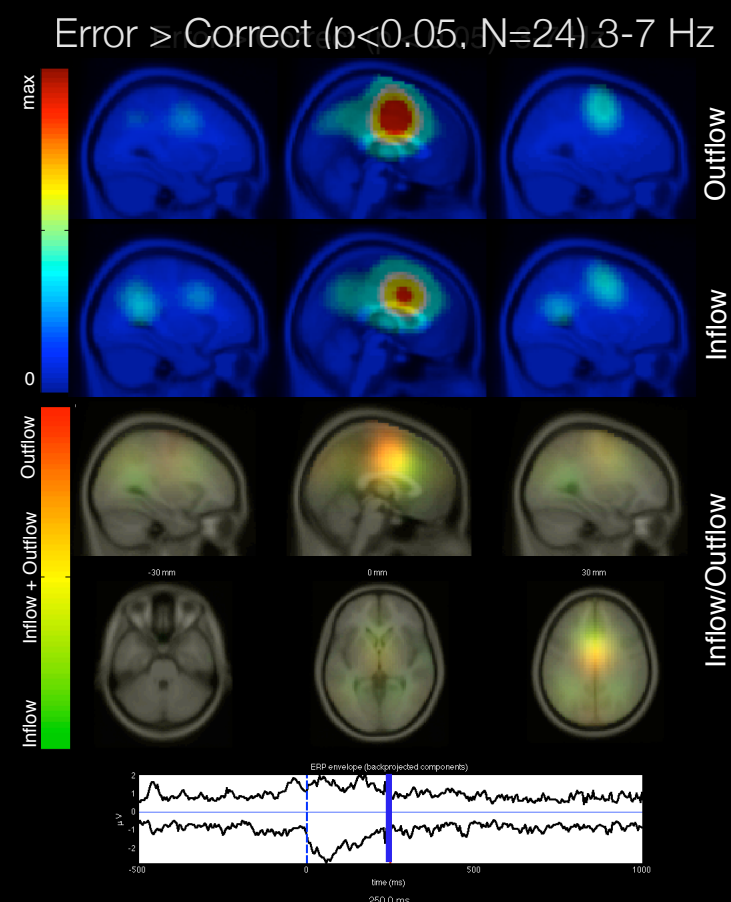 Error > Correct (p<0.05, N=24) 3-7 Hz
max
0
Outflow
Inflow
Outflow
Inflow + Outflow
Inflow
Inflow/Outflow
-30 mm
0 mm
30 mm
ERP envelope (backprojected components)
2
1
0
-1
-2
μV
-500
0
500
1000
time (ms)
250.0 ms